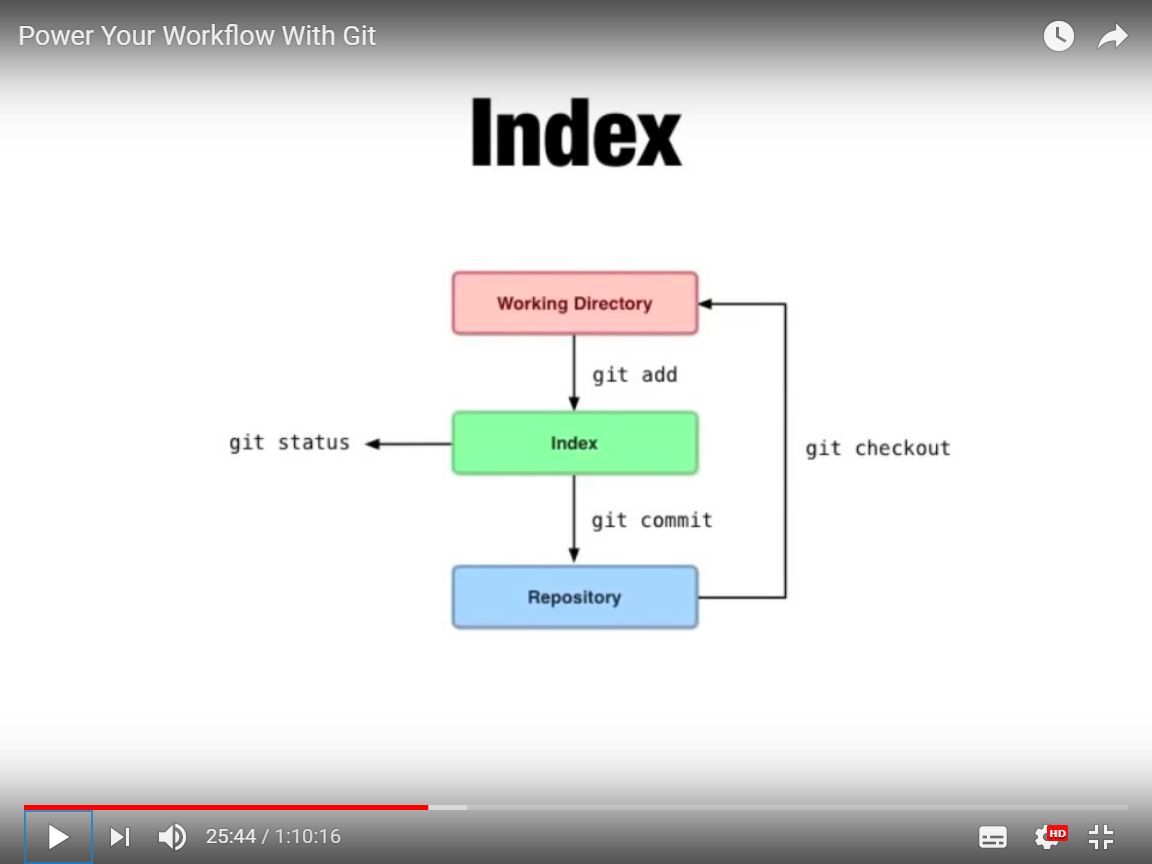 Power Your Workflow With Git
Index
Working Directory
git add
git status
Index
git checkout
git commit
Repository
25:44 / 1:10:16
HD